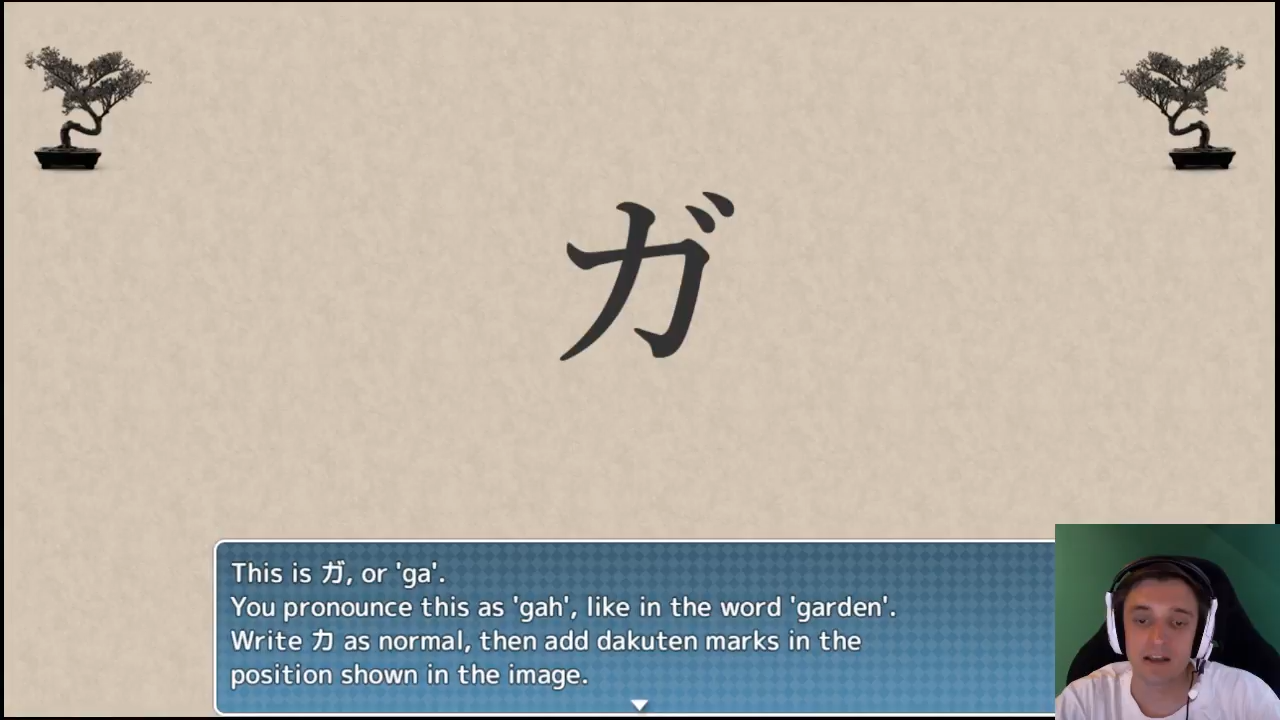 ガ
This is ガ, or 'ga'.
You pronounce this as 'gah', like in the word 'garden'.
Write カ as normal, then add dakuten marks in the
position shown in the image.